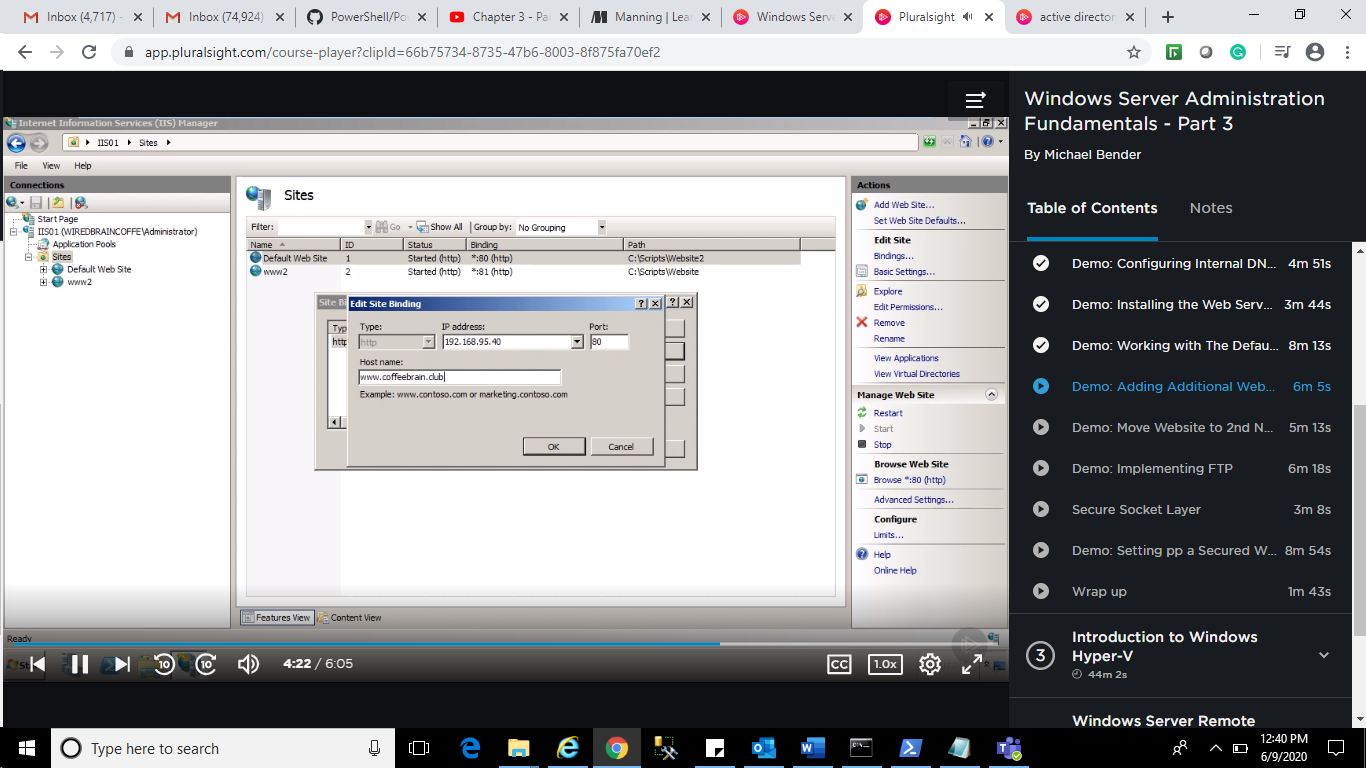 Inbox (4,717) -
Inbox (74,924)
PowerShell/Po
Chapter 3 - Pa
Manning | Lea
Windows Serve
Pluralsight
active director
app.pluralsight.com/course-player?clipId=66b75734-8735-47b6-8003-8f875fa70ef2
Internet Information Services (IIS) Manager
IIS01
Sites
File View Help
Connections
Start Page
IIS01 (WIREDBRAINCOFFE\Administrator)
Application Pools
Sites
Default Web Site
www2
Sites
Filter: Go Show All Group by: No Grouping
Name ID Status Binding Path
Default Web Site 1 Started (http) *:80 (http) C:\Scripts\Website2
www2 2 Started (http) *:81 (http) C:\Scripts\Website
Site Bi
Edit Site Binding
Typ
http
Type: IP address: Port:
http 192.168.95.40 80
Host name:
www.coffeebrain.club
Example: www.contoso.com or marketing.contoso.com
OK Cancel
Features View Content View
Ready
Actions
Add Web Site...
Set Web Site Defaults...
Edit Site
Bindings...
Basic Settings...
Explore
Edit Permissions...
Remove
Rename
View Applications
View Virtual Directories
Manage Web Site
Restart
Start
Stop
Browse Web Site
Browse *:80 (http)
Advanced Settings...
Configure
Limits...
Help
Online Help
10 10 4:22 / 6:05 CC 1.0x
Windows Server Administration
Fundamentals - Part 3
By Michael Bender
Table of Contents Notes
Demo: Configuring Internal DN... 4m 51s
Demo: Installing the Web Serv... 3m 44s
Demo: Working with The Defau... 8m 13s
Demo: Adding Additional Web... 6m 5s
Demo: Move Website to 2nd N... 5m 13s
Demo: Implementing FTP 6m 18s
Secure Socket Layer 3m 8s
Demo: Setting pp a Secured W... 8m 54s
Wrap up 1m 43s
3 Introduction to Windows
Hyper-V
44m 2s
Windows Server Remote
Type here to search
12:40 PM
6/9/2020